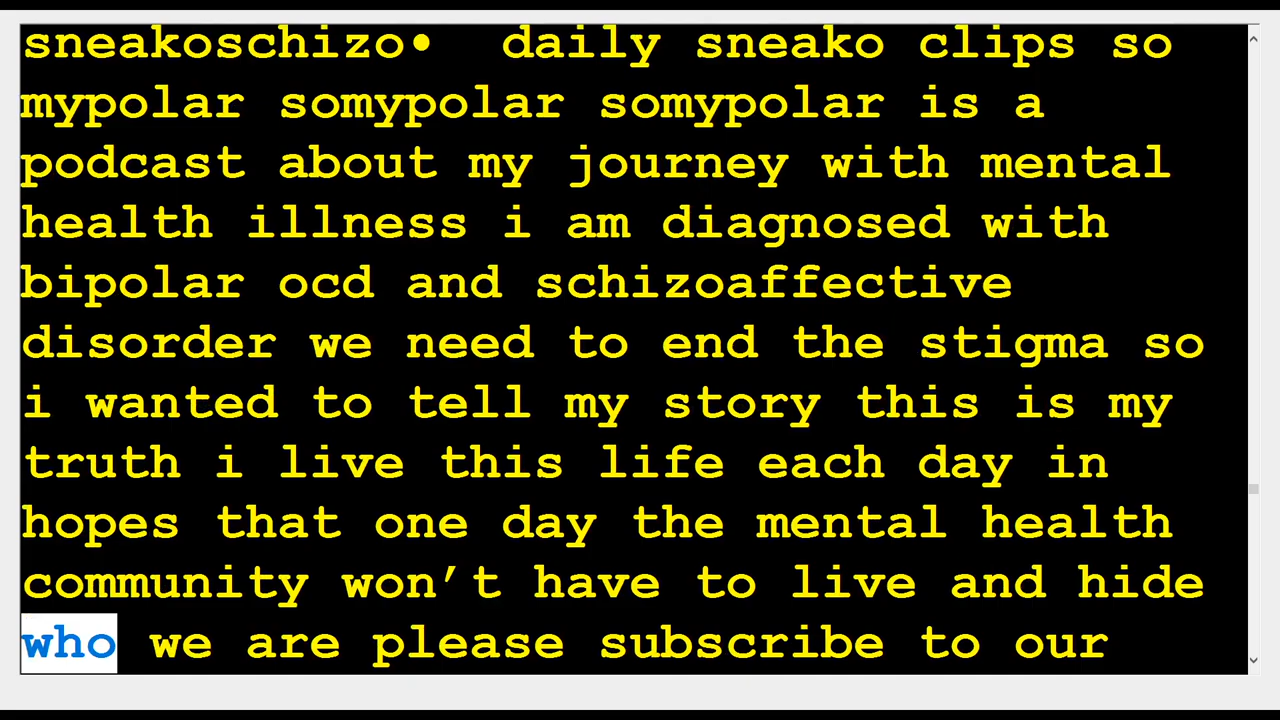 sneakoschizo•  daily sneako clips so
mypolar somypolar somypolar is a
podcast about my journey with mental
health illness i am diagnosed with
bipolar ocd and schizoaffective
disorder we need to end the stigma so
i wanted to tell my story this is my
truth i live this life each day in
hopes that one day the mental health
community won’t have to live and hide
who we are please subscribe to our